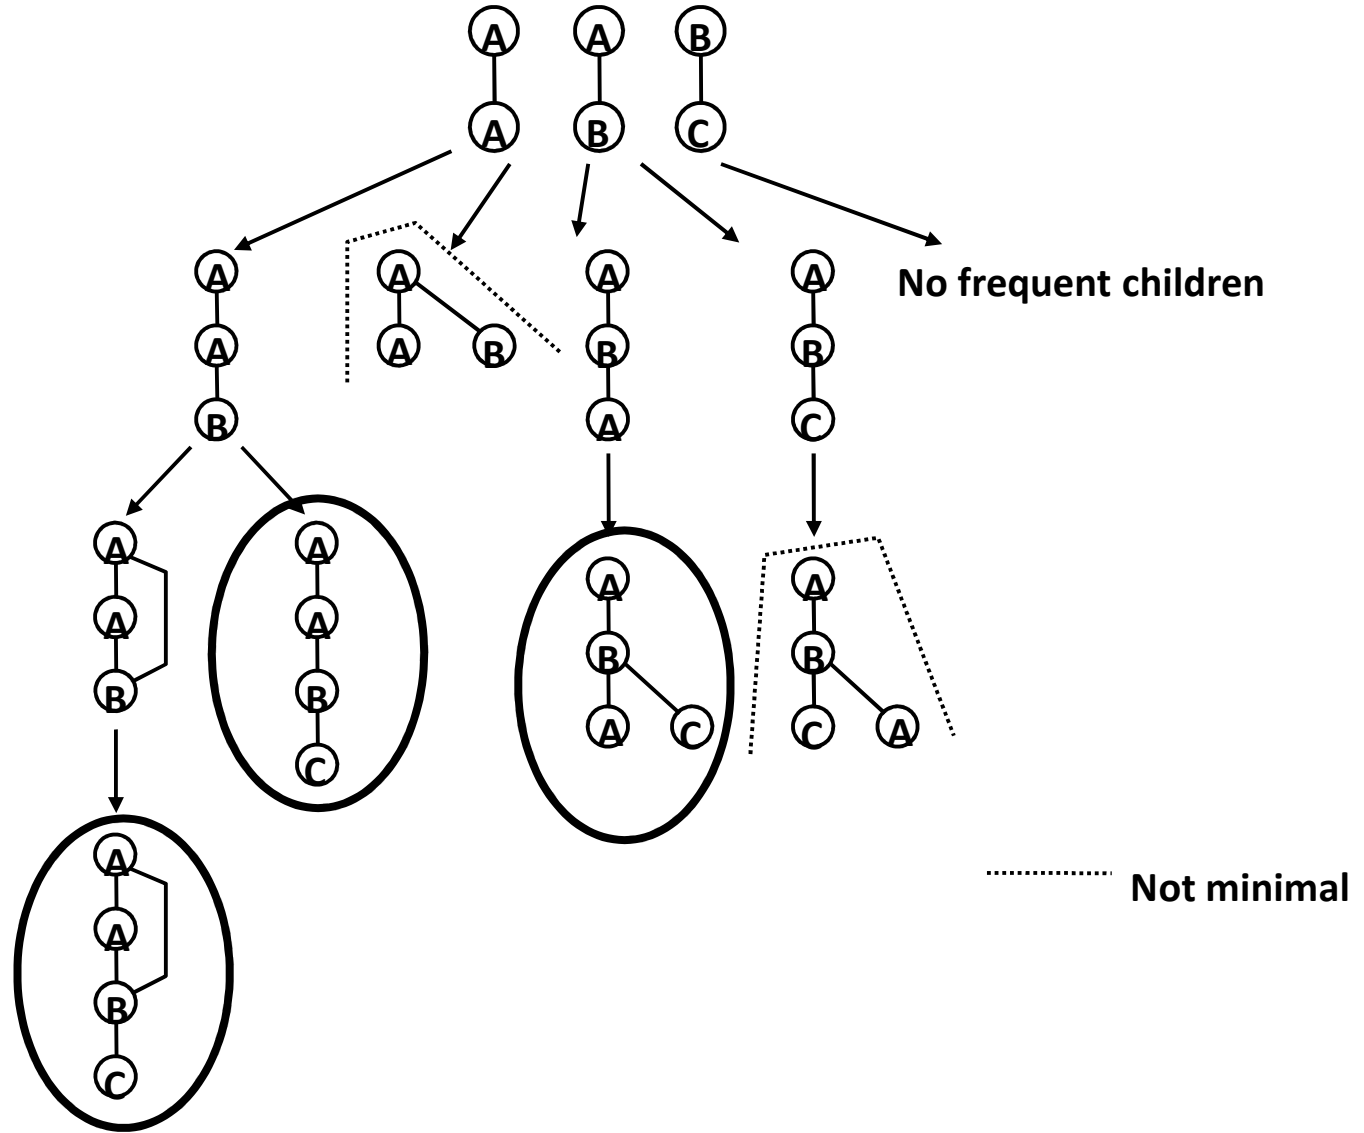 A A B
A B C
A A A A
No frequent children
A A B B B
B A C
A A
A A
A B B
B B A C C A
C
A
Not minimal
A
B
C